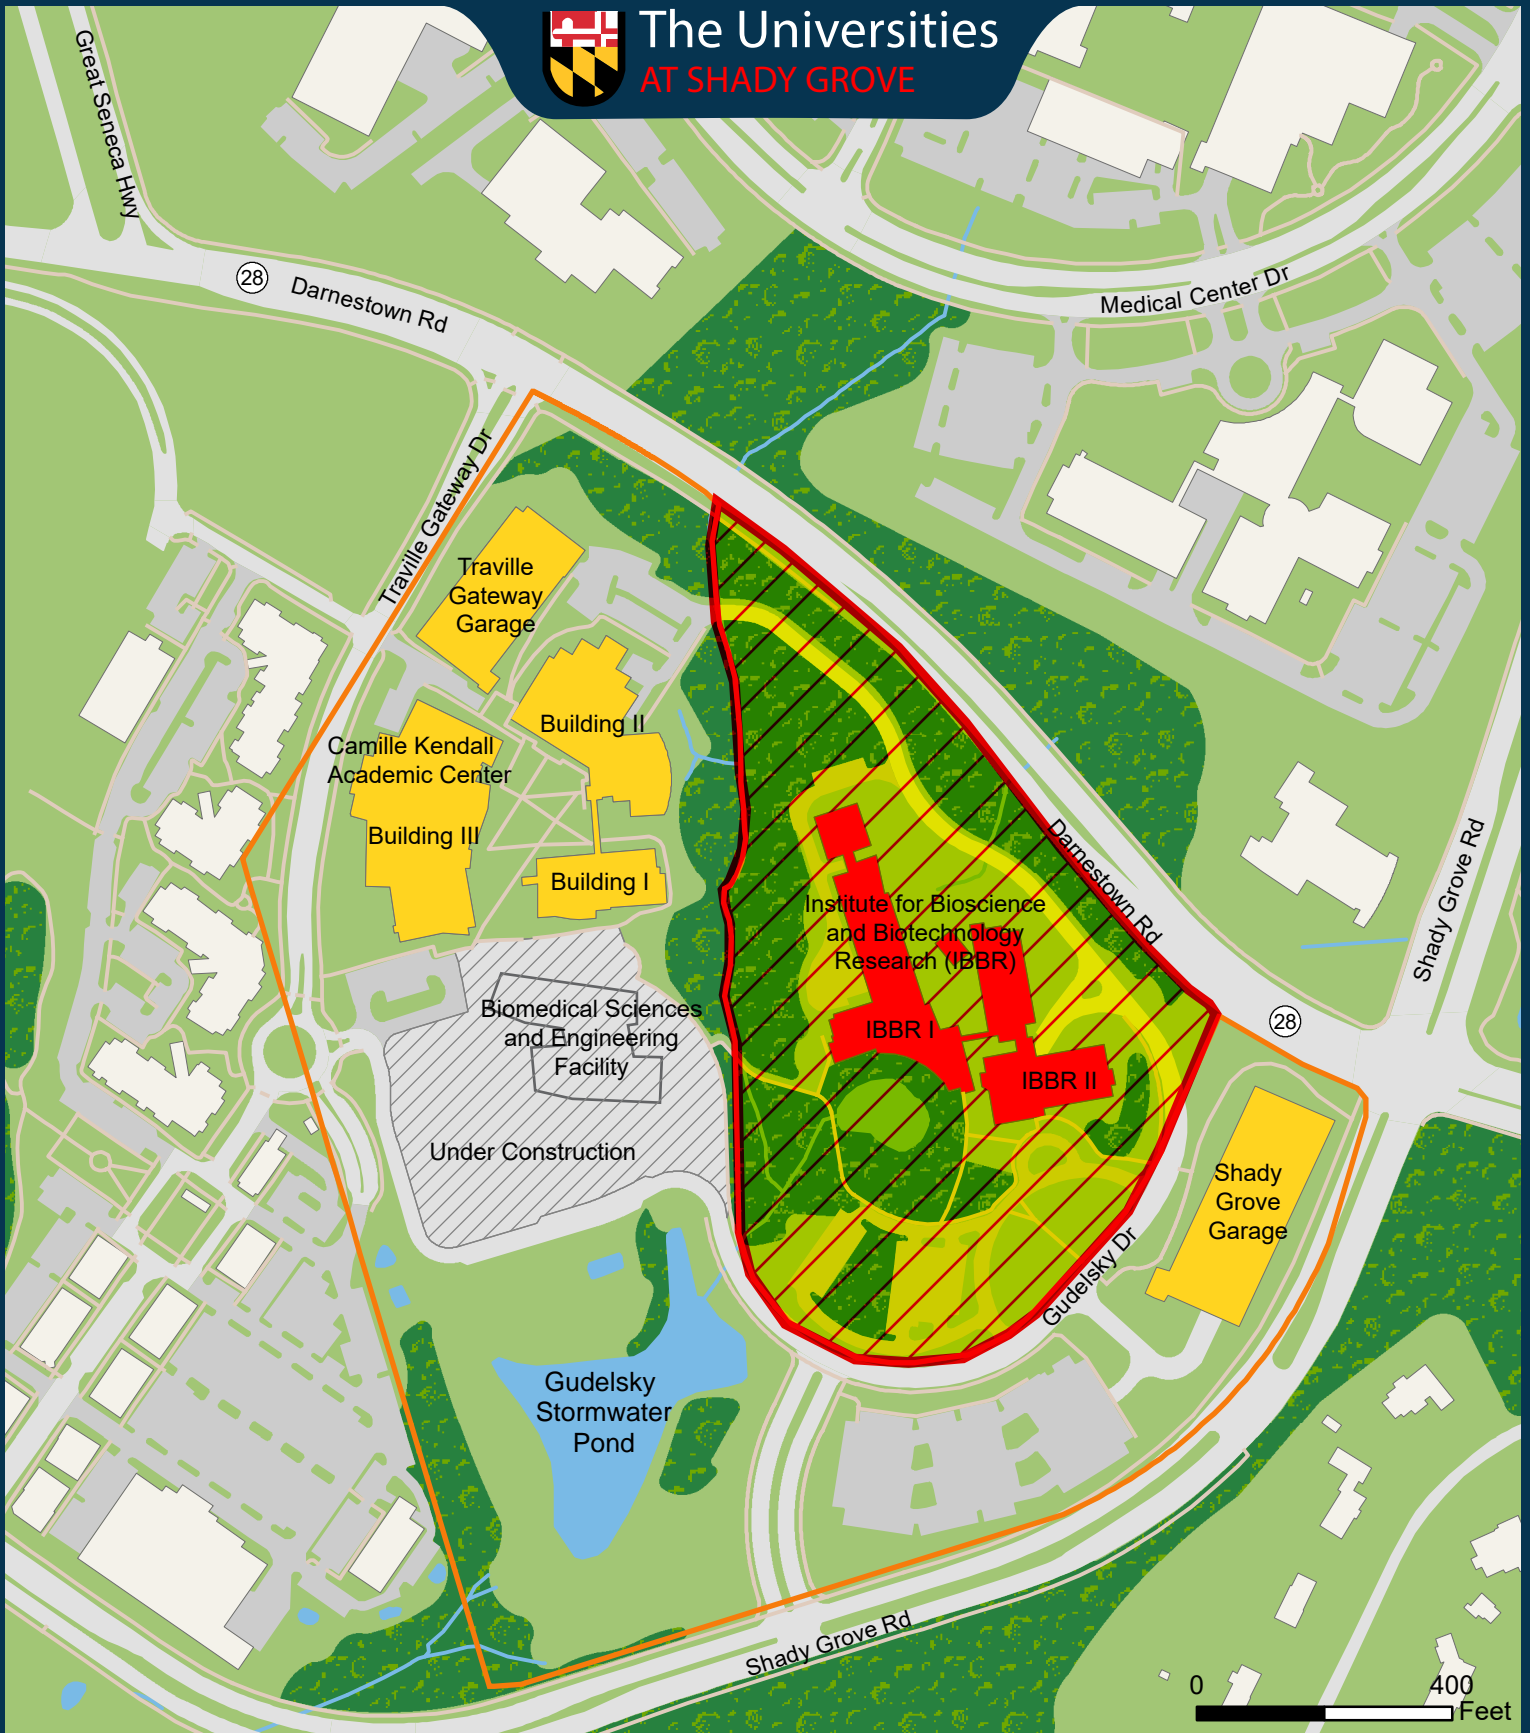 The Universities
AT SHADY GROVE
Great Seneca Hwy
28
Darnestown Rd
Medical Center Dr
Traville Gateway Dr
Traville
Gateway
Garage
Building II
Camille Kendall
Academic Center
Building III
Building I
Darnestown Rd
Shady Grove Rd
Institute for Bioscience
and Biotechnology
Research (IBBR)
Biomedical Sciences
and Engineering
Facility
IBBR I
28
IBBR II
Under Construction
Shady
Grove
Garage
Gudelsky Dr
Gudelsky
Stormwater
Pond
Shady Grove Rd
0
400
Feet